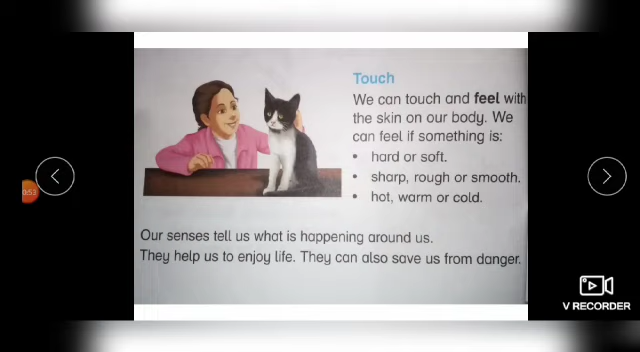 Touch
We can touch and feel with
the skin on our body. We
can feel if something is:
• hard or soft.
• sharp, rough or smooth.
• hot, warm or cold.
Our senses tell us what is happening around us.
They help us to enjoy life. They can also save us from danger.
V RECORDER